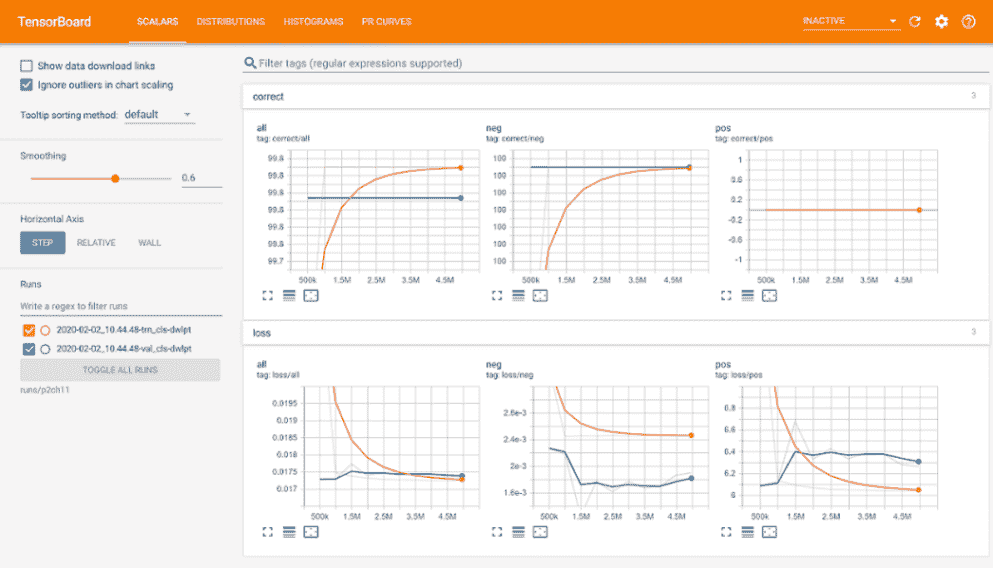 TensorBoard SCALARS DISTRIBUTIONS HISTOGRAMS PR CURVES INACTIVE
Show data download links
Ignore outliers in chart scaling
Tooltip sorting method: default
Smoothing
0.6
Horizontal Axis
STEP RELATIVE WALL
Runs
Write a regex to filter runs
2020-02-02_10.44.48-trn_cls-dwlpt
2020-02-02_10.44.48-val_cls-dwlpt
TOGGLE ALL RUNS
runs/p2ch11
Filter tags (regular expressions supported)
correct 3
all
tag: correct/all
99.8
99.8
99.8
99.8
99.8
99.8
99.7
500k 1.5M 2.5M 3.5M 4.5M
neg
tag: correct/neg
100
100
100
100
100
100
100
500k 1.5M 2.5M 3.5M 4.5M
pos
tag: correct/pos
1
0.6
0.2
-0.2
-0.6
-1
500k 1.5M 2.5M 3.5M 4.5M
loss 3
all
tag: loss/all
0.0195
0.019
0.0185
0.018
0.0175
0.017
500k 1.5M 2.5M 3.5M 4.5M
neg
tag: loss/neg
2.8e-3
2.4e-3
2e-3
1.6e-3
500k 1.5M 2.5M 3.5M 4.5M
pos
tag: loss/pos
6.8
6.6
6.4
6.2
6
500k 1.5M 2.5M 3.5M 4.5M